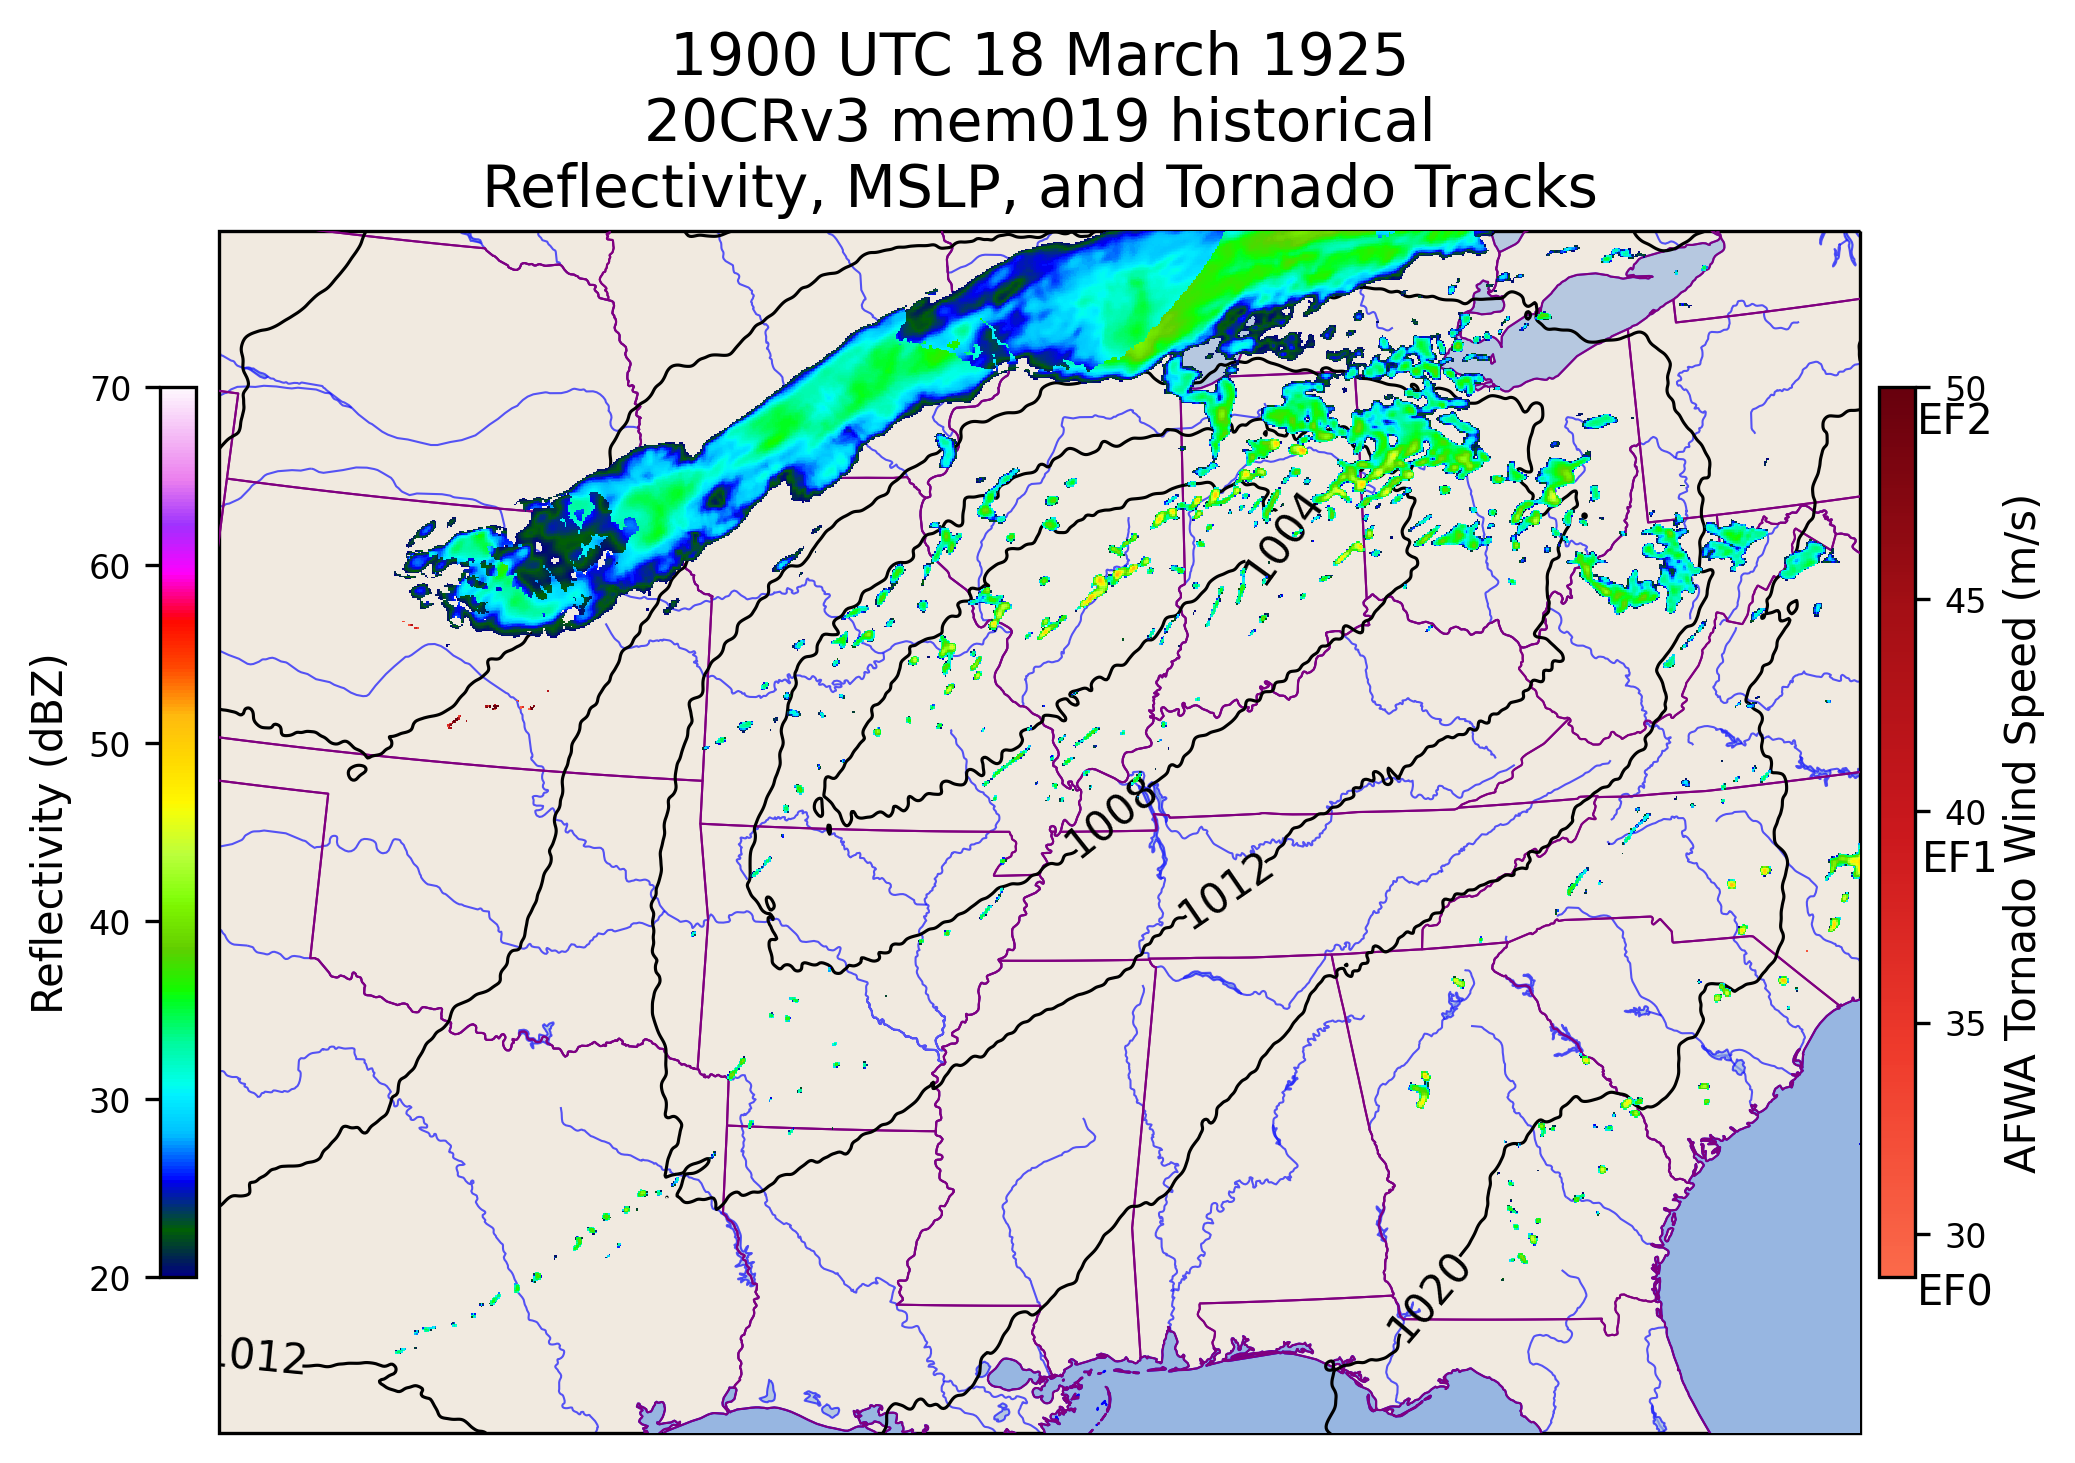 1900 UTC 18 March 1925
20CRv3 mem019 historical
Reflectivity, MSLP, and Tornado Tracks
Reflectivity (dBZ)
70
60
50
40
30
20
1004
1008
1012
1020
1012
50
EF2
45
40
EF1
35
30
EF0
AFWA Tornado Wind Speed (m/s)